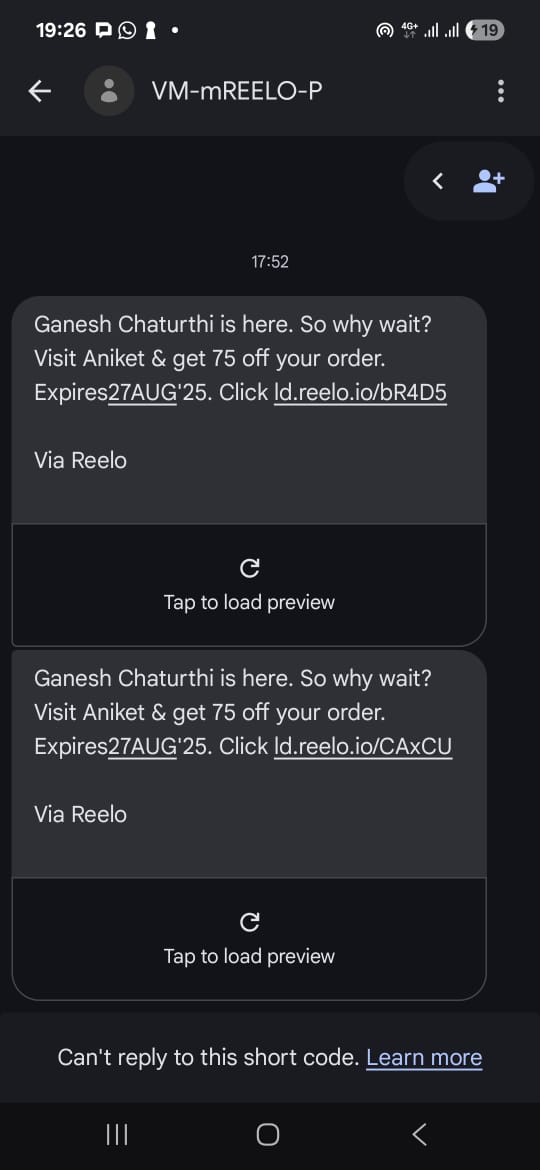 19:26
4G+
19
VM-mREELO-P
17:52
Ganesh Chaturthi is here. So why wait?
Visit Aniket & get 75 off your order.
Expires27AUG'25. Click ld.reelo.io/bR4D5
Via Reelo
Tap to load preview
Ganesh Chaturthi is here. So why wait?
Visit Aniket & get 75 off your order.
Expires27AUG'25. Click ld.reelo.io/CAxCU
Via Reelo
Tap to load preview
Can't reply to this short code. Learn more